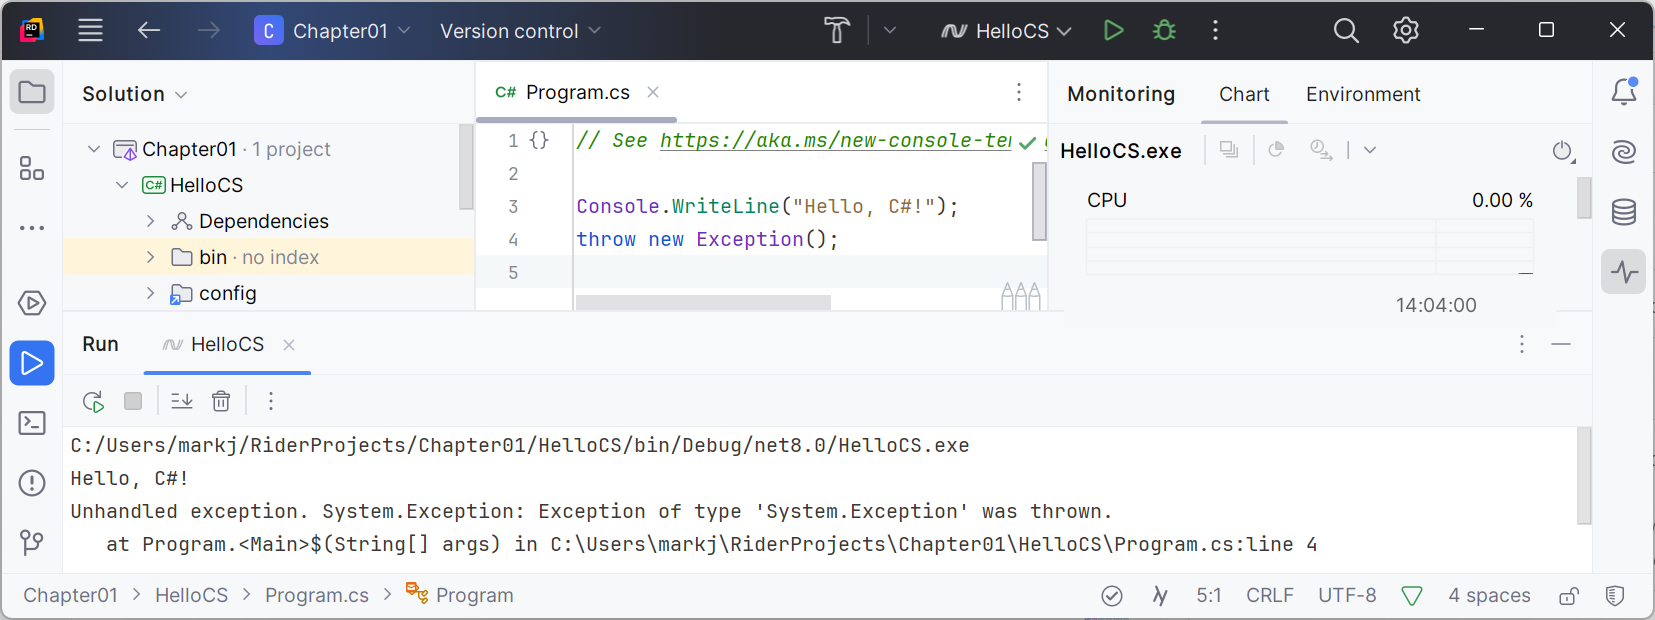 RD
C Chapter01 Version control HelloCS
Solution
Chapter01 · 1 project
C# HelloCS
Dependencies
bin · no index
config
C# Program.cs
1 {} // See https://aka.ms/new-console-te
2
3 Console.WriteLine("Hello, C#!");
4 throw new Exception();
5
Monitoring Chart Environment
HelloCS.exe
CPU 0.00 %
14:04:00
Run HelloCS
C:/Users/markj/RiderProjects/Chapter01/HelloCS/bin/Debug/net8.0/HelloCS.exe
Hello, C#!
Unhandled exception. System.Exception: Exception of type 'System.Exception' was thrown.
at Program.<Main>$(String[] args) in C:\Users\markj\RiderProjects\Chapter01\HelloCS\Program.cs:line 4
Chapter01 > HelloCS > Program.cs > Program 5:1 CRLF UTF-8 4 spaces